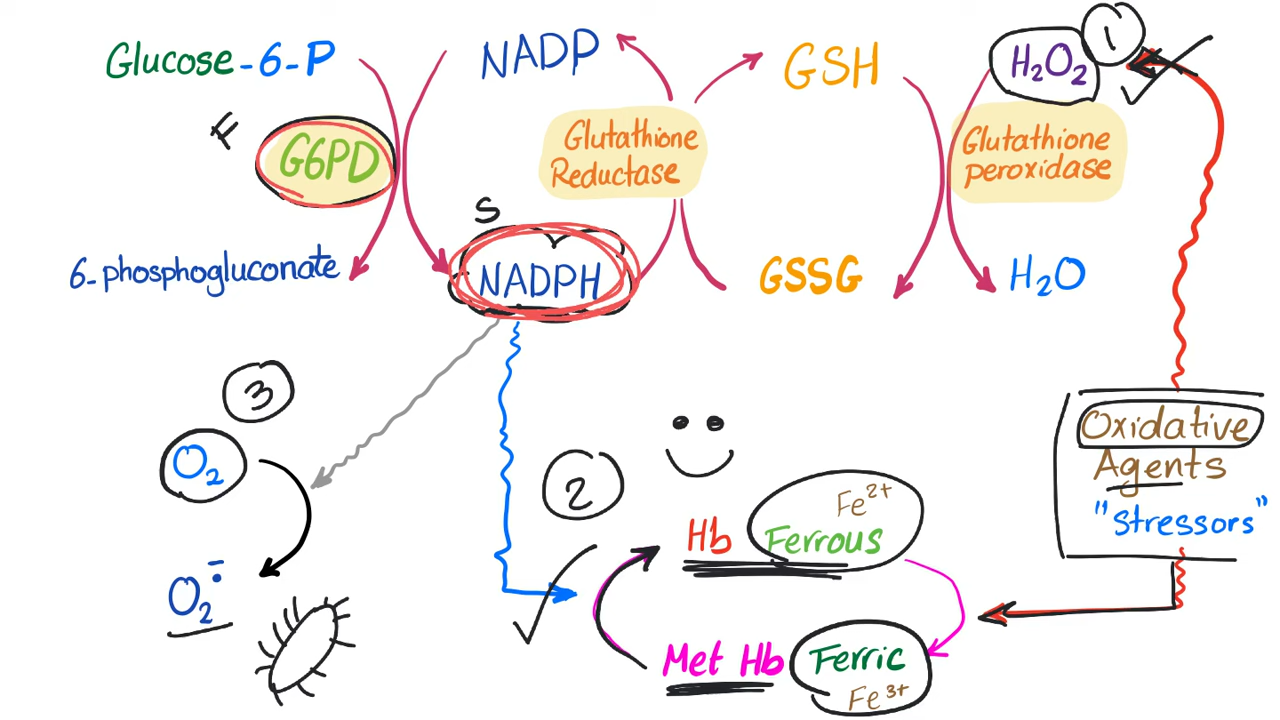 Glucose-6-P
NADP
GSH
H₂O₂
1
F
G6PD
Glutathione
Reductase
Glutathione
peroxidase
S
6-phosphogluconate
NADPH
GSSG
H₂O
3
O₂
2
Oxidative
Agents
"Stressors"
Fe²⁺
Hb Ferrous
O₂⁻
Met Hb Ferric
Fe³⁺